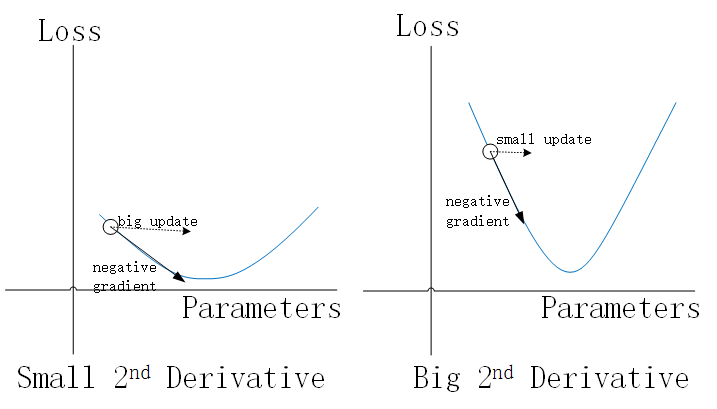 Loss
big update
negative
gradient
Parameters
Small 2nd Derivative
Loss
small update
negative
gradient
Parameters
Big 2nd Derivative